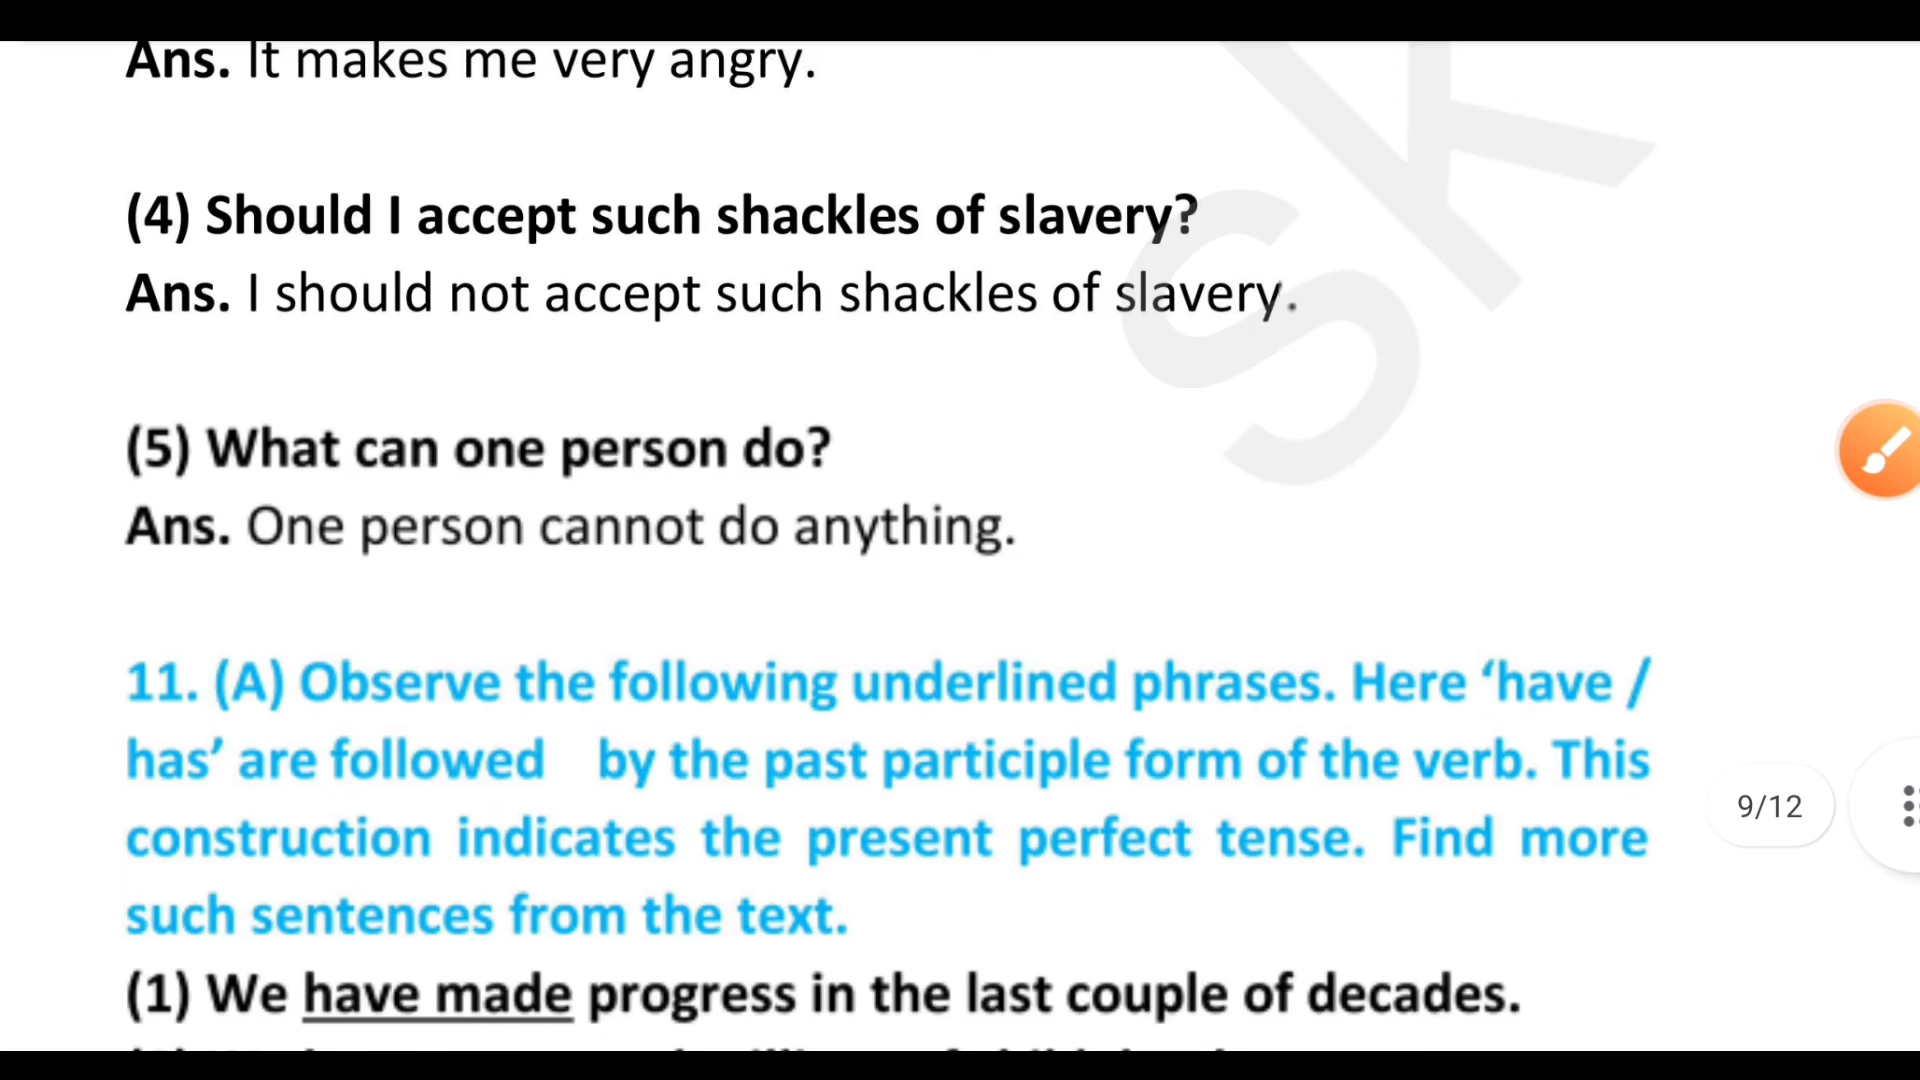 Ans. It makes me very angry.
(4) Should I accept such shackles of slavery?
Ans. I should not accept such shackles of slavery.
(5) What can one person do?
Ans. One person cannot do anything.
11. (A) Observe the following underlined phrases. Here ‘have /
has’ are followed by the past participle form of the verb. This
construction indicates the present perfect tense. Find more
such sentences from the text.
(1) We have made progress in the last couple of decades.
9/12
SK